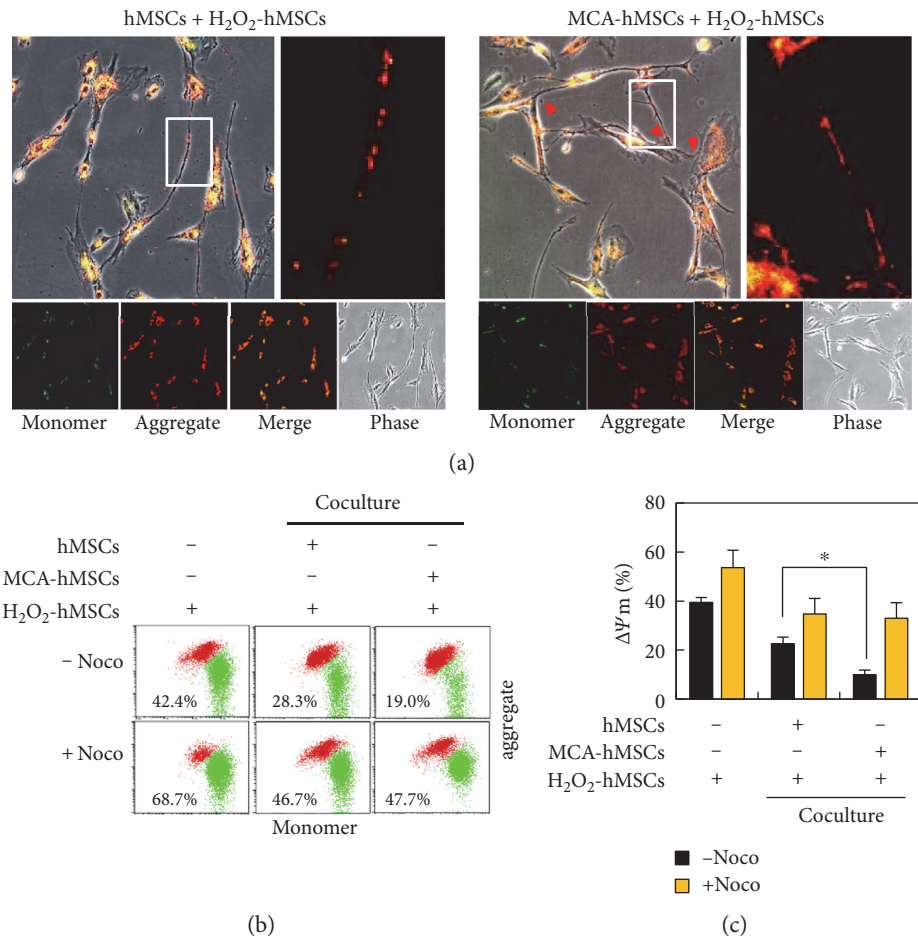 hMSCs + H₂O₂-hMSCs
MCA-hMSCs + H₂O₂-hMSCs
Monomer Aggregate Merge Phase
Monomer Aggregate Merge Phase
(a)
Coculture
hMSCs – + –
MCA-hMSCs – – +
H₂O₂-hMSCs + + +
– Noco
42.4% 28.3% 19.0%
+ Noco
68.7% 46.7% 47.7%
aggregate
Monomer
(b)
80
60
40
20
0
ΔΨm (%)
*
hMSCs – + –
MCA-hMSCs – – +
H₂O₂-hMSCs + + +
Coculture
–Noco
+Noco
(c)